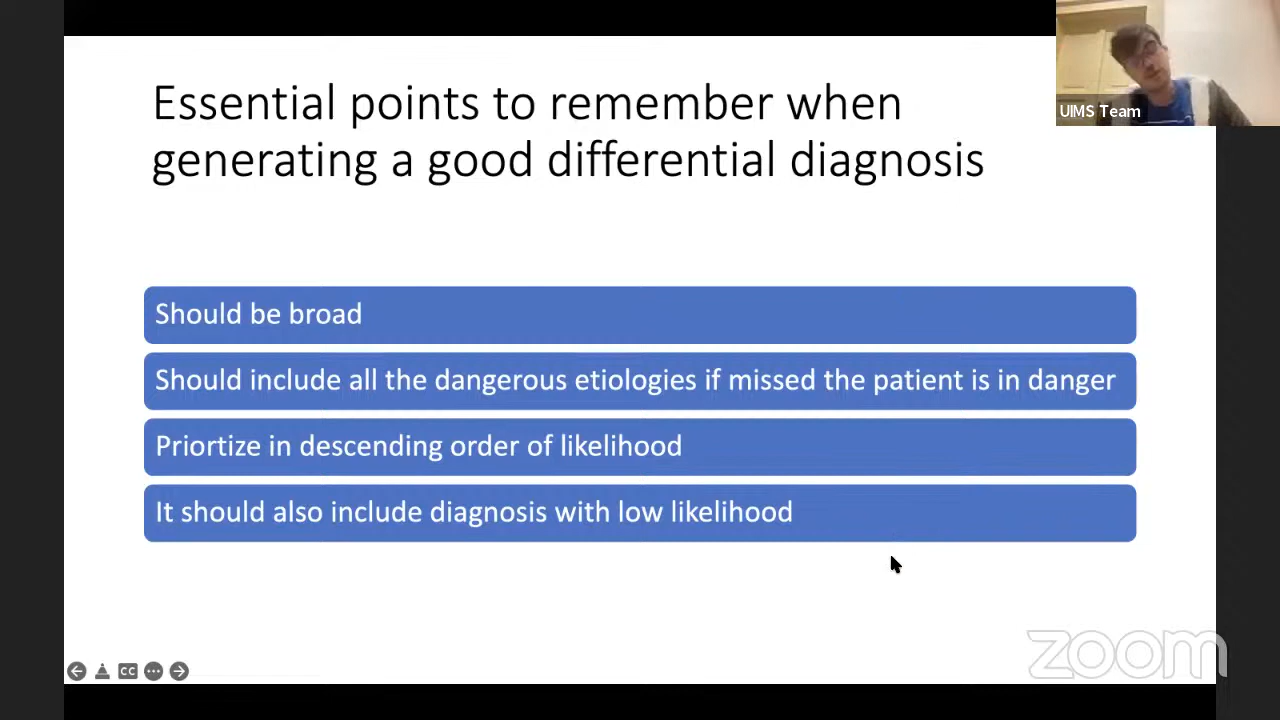 Essential points to remember when
generating a good differential diagnosis
UIMS Team
Should be broad
Should include all the dangerous etiologies if missed the patient is in danger
Priortize in descending order of likelihood
It should also include diagnosis with low likelihood
CC
zoom